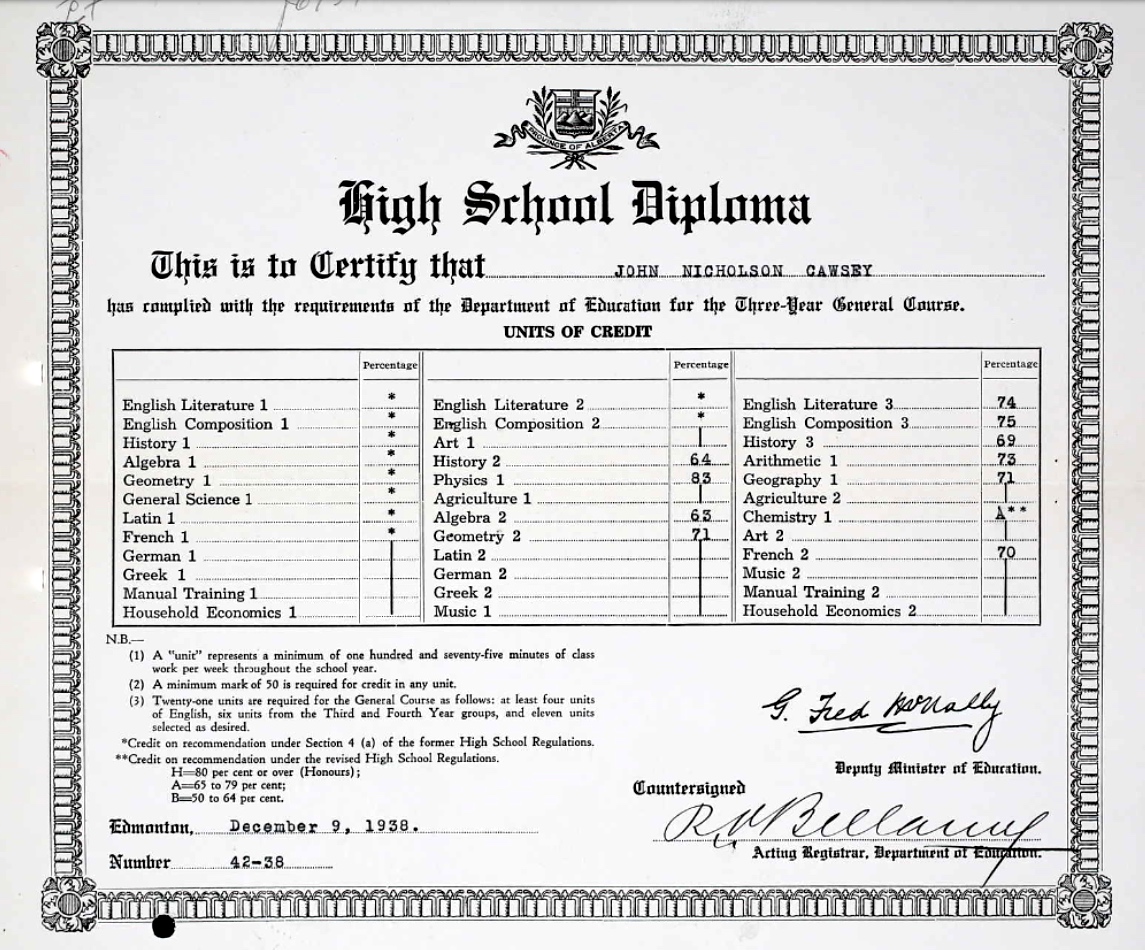 PROVINCE OF ALBERTA
High School Diploma
This is to Certify that JOHN NICHOLSON CAWSEY
has complied with the requirements of the Department of Education for the Three-Year General Course.
UNITS OF CREDIT
Percentage Percentage Percentage
English Literature 1 * English Literature 2 * English Literature 3 74
English Composition 1 * English Composition 2 * English Composition 3 75
History 1 * Art 1 History 3 69
Algebra 1 * History 2 64 Arithmetic 1 73
Geometry 1 * Physics 1 83 Geography 1 71
General Science 1 * Agriculture 1 Agriculture 2
Latin 1 * Algebra 2 63 Chemistry 1 A**
French 1 * Geometry 2 71 Art 2
German 1 Latin 2 French 2 70
Greek 1 German 2 Music 2
Manual Training 1 Greek 2 Manual Training 2
Household Economics 1 Music 1 Household Economics 2
N.B.—
(1) A "unit" represents a minimum of one hundred and seventy-five minutes of class
work per week throughout the school year.
(2) A minimum mark of 50 is required for credit in any unit.
(3) Twenty-one units are required for the General Course as follows: at least four units
of English, six units from the Third and Fourth Year groups, and eleven units
selected as desired.
*Credit on recommendation under Section 4 (a) of the former High School Regulations.
**Credit on recommendation under the revised High School Regulations.
H=80 per cent or over (Honours);
A=65 to 79 per cent;
B=50 to 64 per cent.
G. Fred McNally
Deputy Minister of Education.
Countersigned
R V Bellamy
Acting Registrar, Department of Education.
Edmonton, December 9, 1938.
Number 42-38